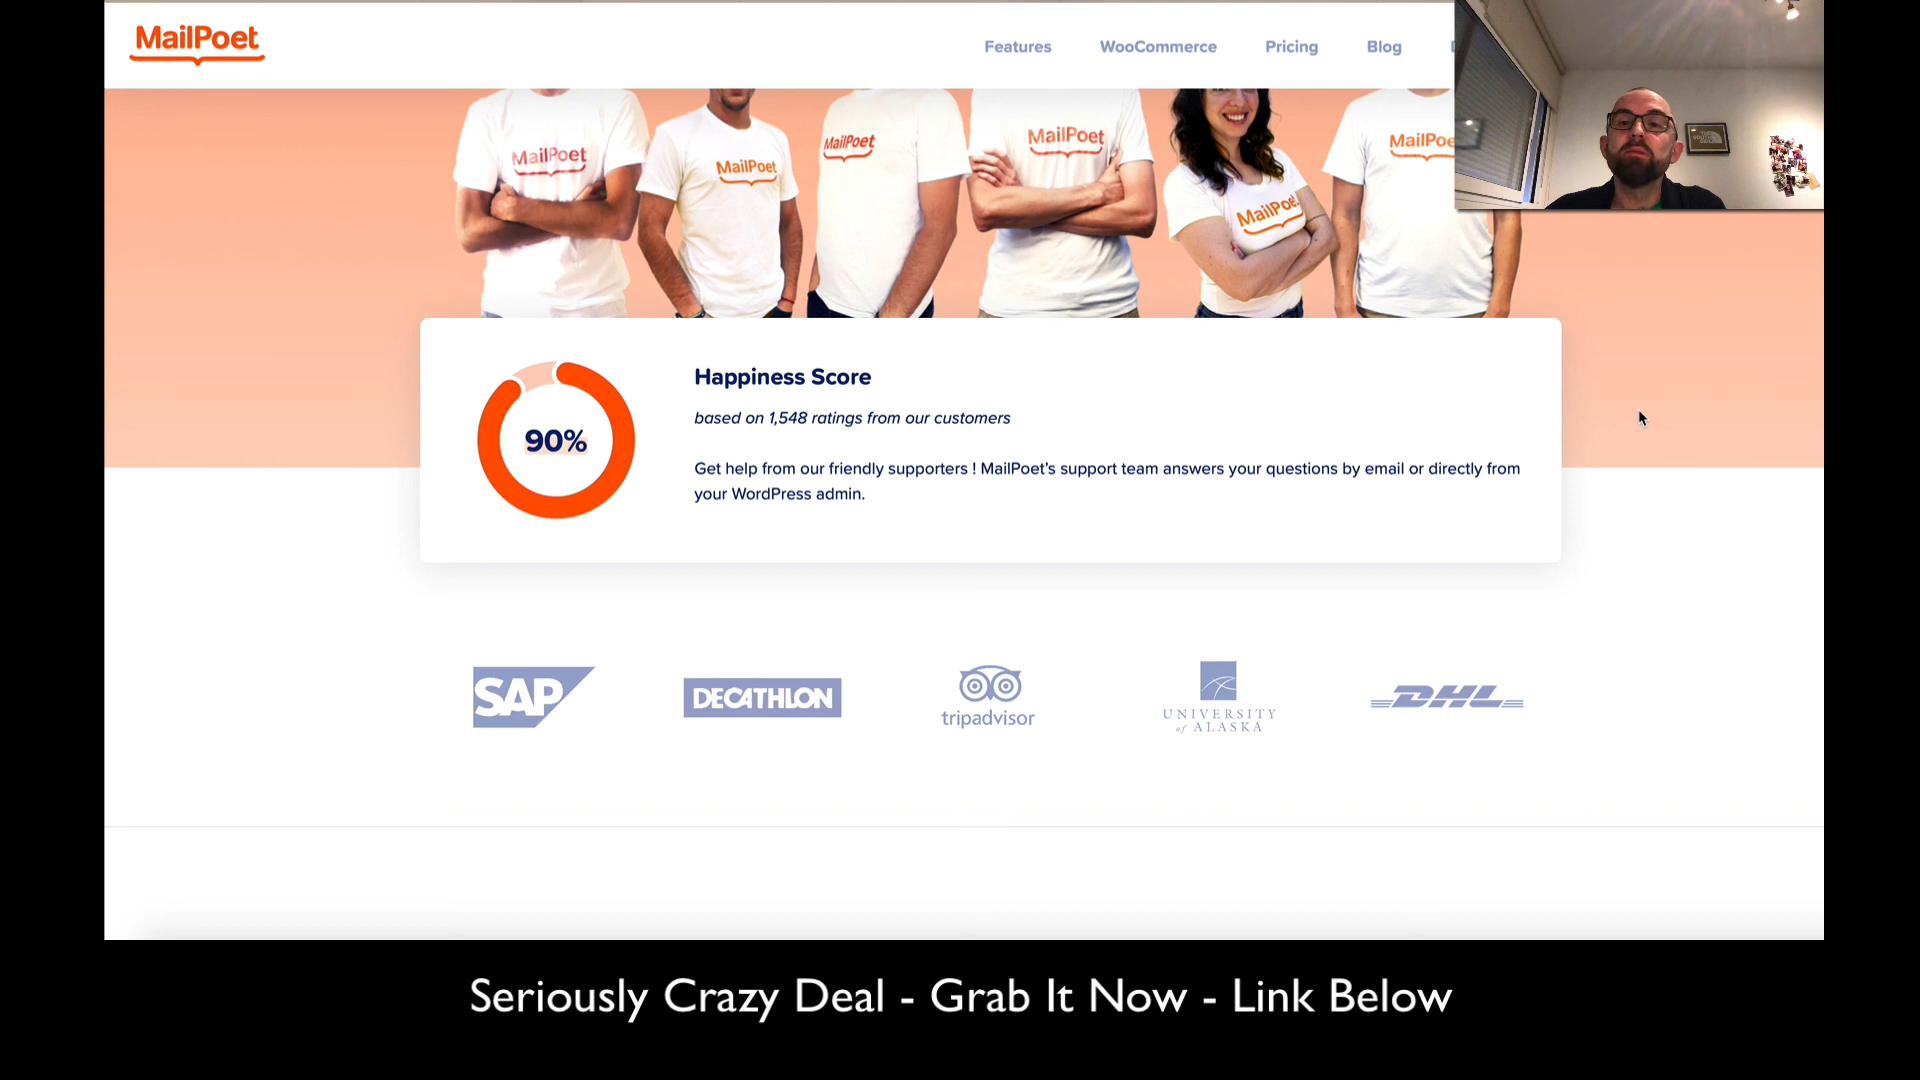 MailPoet
Features WooCommerce Pricing Blog
MailPoet
MailPoet
MailPoet
MailPoet
MailPoet
MailPoe
90%
Happiness Score
based on 1,548 ratings from our customers
Get help from our friendly supporters ! MailPoet's support team answers your questions by email or directly from
your WordPress admin.
SAP
DECATHLON
tripadvisor
UNIVERSITY
of ALASKA
DHL
Seriously Crazy Deal - Grab It Now - Link Below